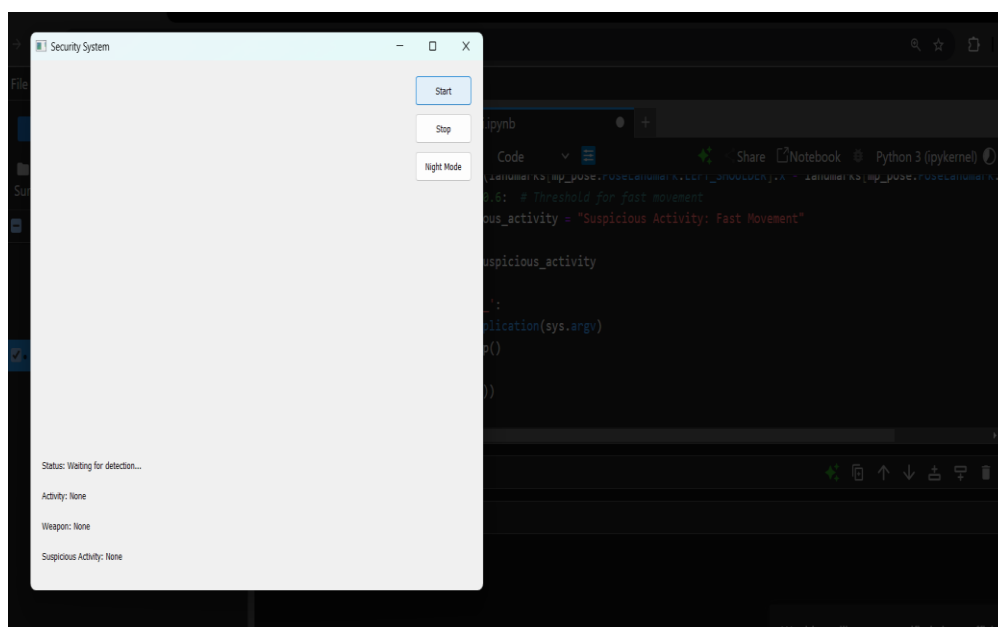 Security System
Start
Stop
Night Mode
Status: Waiting for detection...
Activity: None
Weapon: None
Suspicious Activity: None
File
.ipynb
+
Code
Share
Notebook
Python 3 (ipykernel)
0.6: # Threshold for fast movement
ous_activity = "Suspicious Activity: Fast Movement"
uspicious_activity
_':
plication(sys.argv)
p()
))
Sur